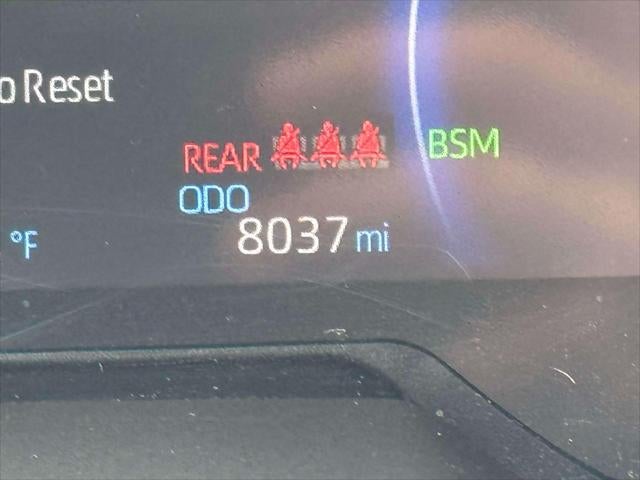 o Reset
REAR
BSM
ODO
8037 mi
°F